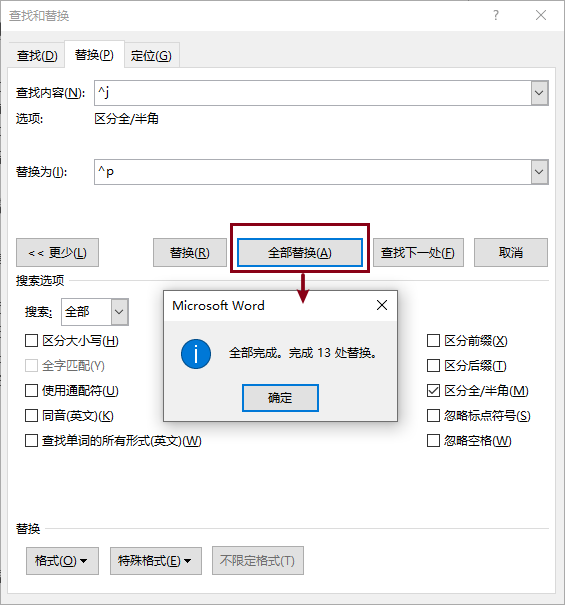 查找和替换
查找(D) 替换(P) 定位(G)
查找内容(N): ^j
选项: 区分全/半角
替换为(I): ^p
<< 更少(L) 替换(R) 全部替换(A) 查找下一处(F) 取消
搜索选项
搜索: 全部
Microsoft Word
全部完成。完成 13 处替换。
确定
区分大小写(H)
全字匹配(Y)
使用通配符(U)
同音(英文)(K)
查找单词的所有形式(英文)(W)
区分前缀(X)
区分后缀(T)
区分全/半角(M)
忽略标点符号(S)
忽略空格(W)
替换
格式(O) 特殊格式(E) 不限定格式(T)